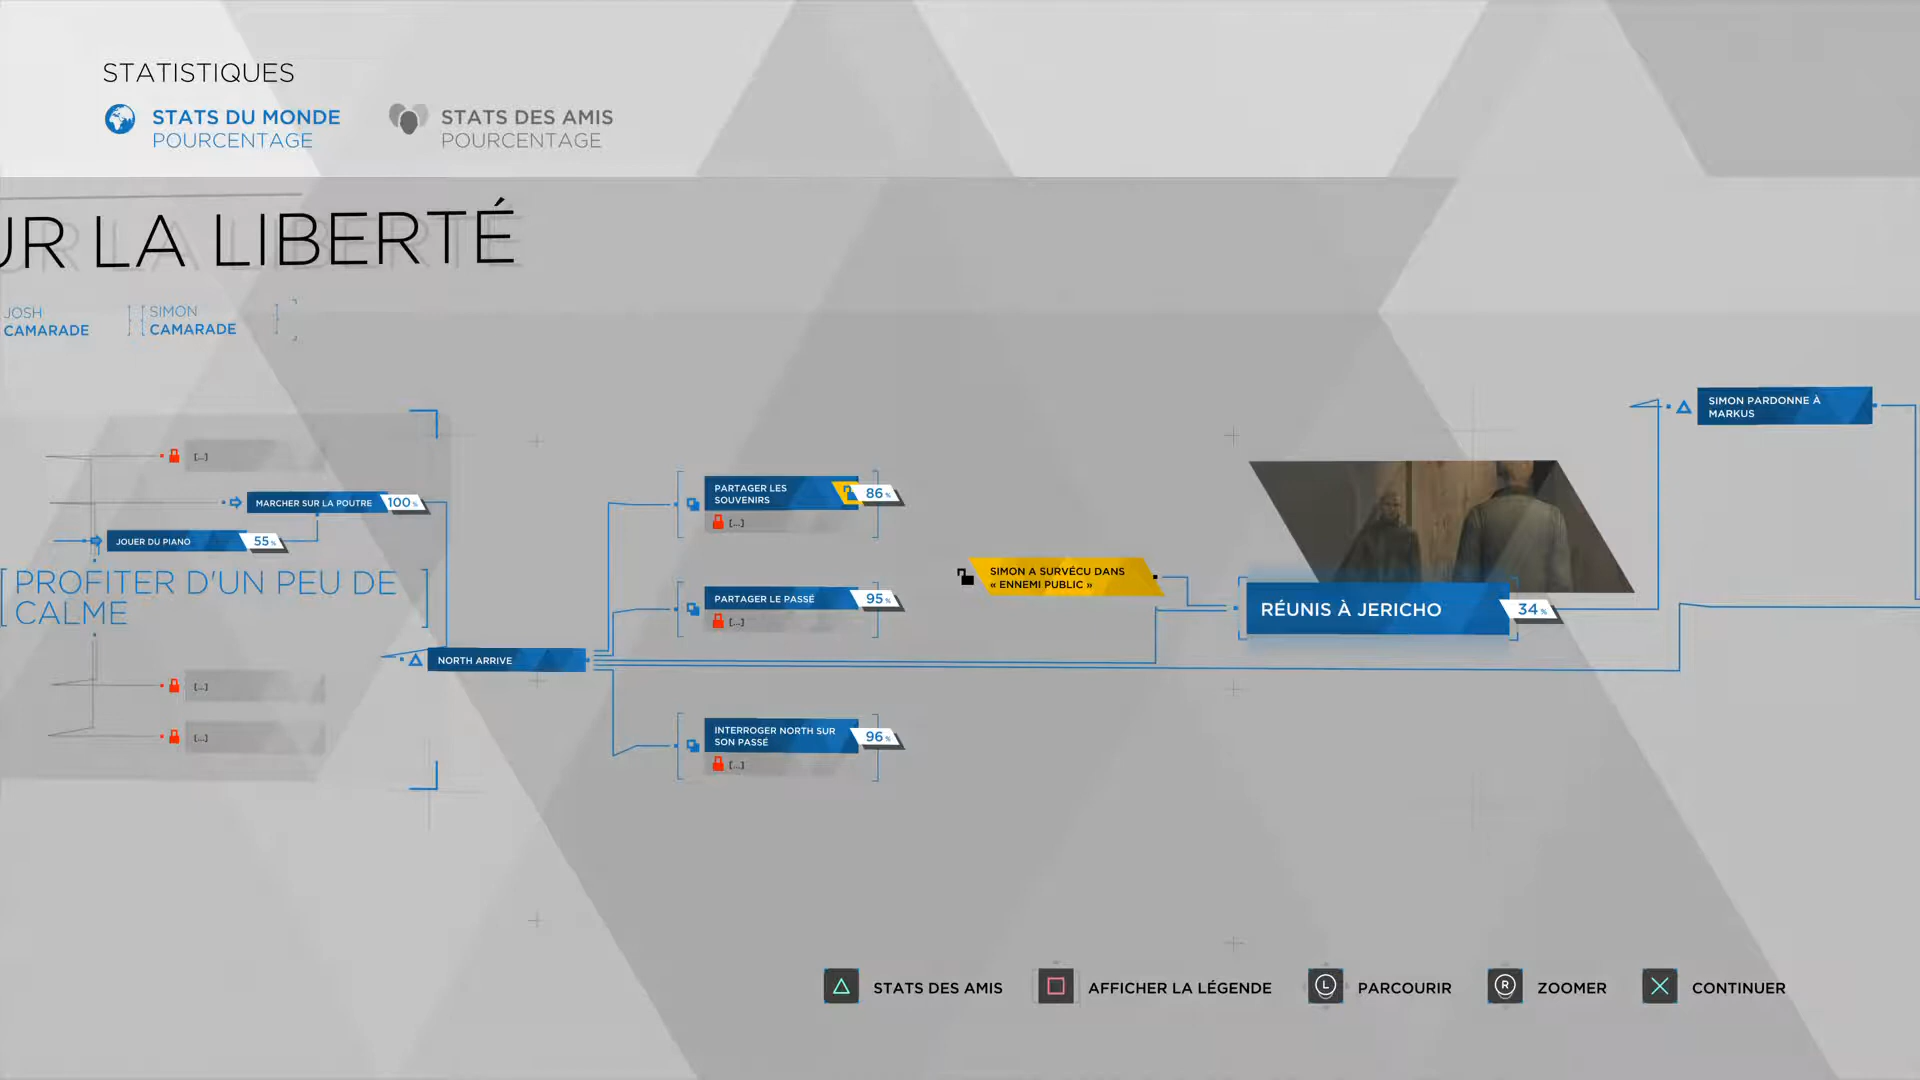 STATISTIQUES
STATS DU MONDE
POURCENTAGE
STATS DES AMIS
POURCENTAGE
UR LA LIBERTÉ
JOSH
CAMARADE
SIMON
CAMARADE
SIMON PARDONNE À
MARKUS
[...]
MARCHER SUR LA POUTRE 100 %
JOUER DU PIANO 55 %
PROFITER D'UN PEU DE
CALME
[...]
[...]
NORTH ARRIVE
PARTAGER LES
SOUVENIRS
86 %
[...]
PARTAGER LE PASSÉ 95 %
[...]
INTERROGER NORTH SUR
SON PASSÉ
96 %
[...]
SIMON A SURVÉCU DANS
« ENNEMI PUBLIC »
RÉUNIS À JERICHO 34 %
STATS DES AMIS
AFFICHER LA LÉGENDE
L PARCOURIR
R ZOOMER
CONTINUER